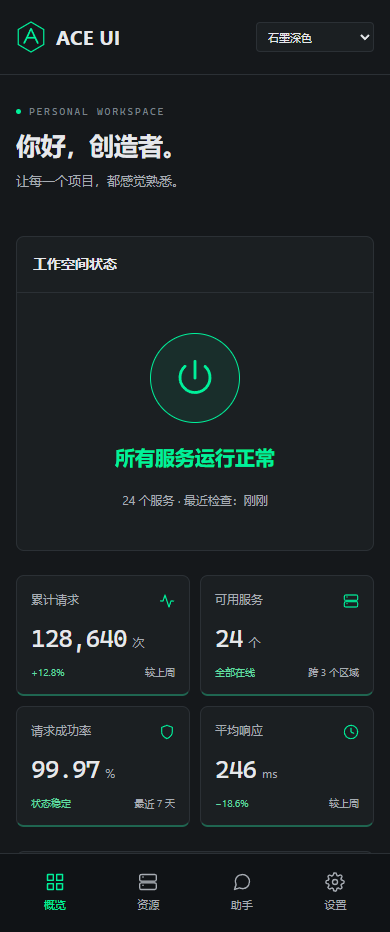 ACE UI
石墨深色
PERSONAL WORKSPACE
你好，创造者。
让每一个项目，都感觉熟悉。
工作空间状态
所有服务运行正常
24 个服务 · 最近检查：刚刚
累计请求
128,640 次
+12.8% 较上周
可用服务
24 个
全部在线 跨 3 个区域
请求成功率
99.97 %
状态稳定 最近 7 天
平均响应
246 ms
−18.6% 较上周
概览 资源 助手 设置